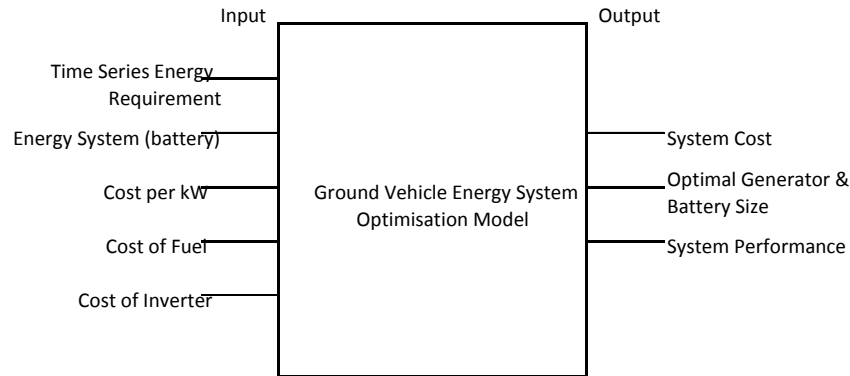 Input
Output
Time Series Energy
Requirement
Energy System (battery)
Cost per kW
Cost of Fuel
Cost of Inverter
Ground Vehicle Energy System
Optimisation Model
System Cost
Optimal Generator &
Battery Size
System Performance